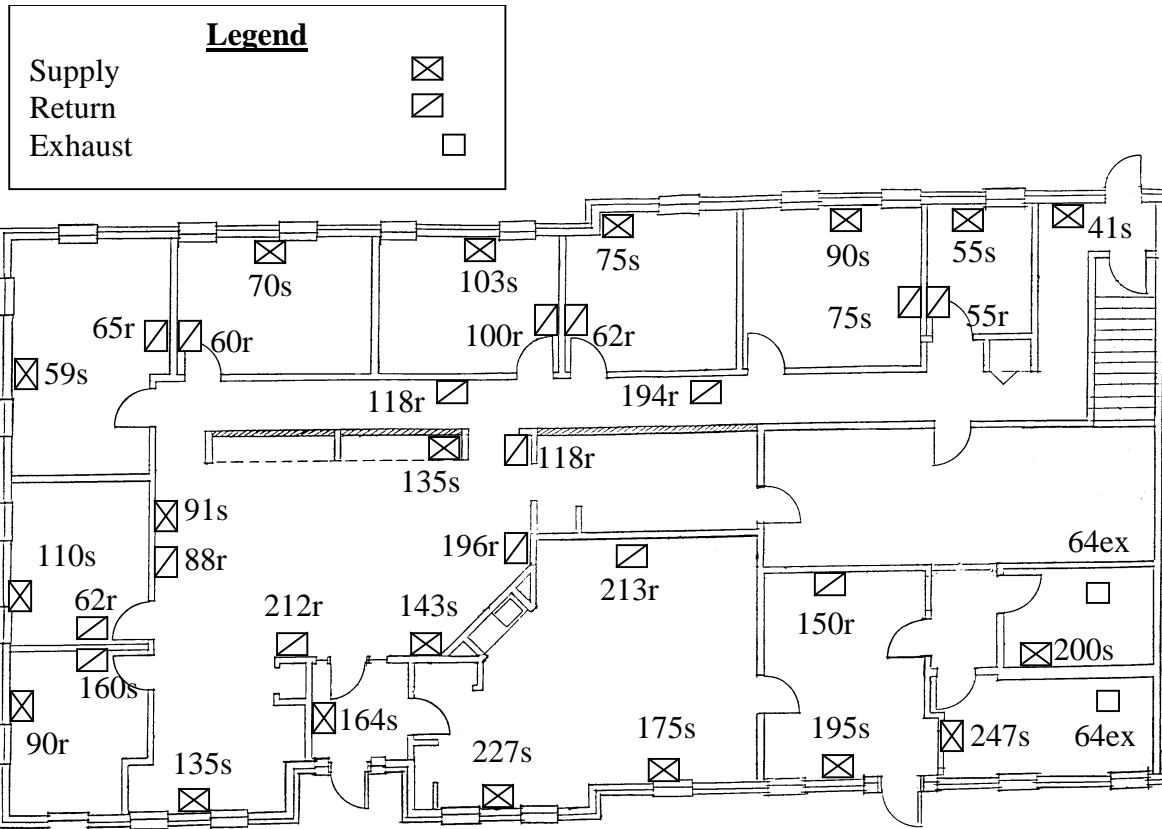 Legend
Supply
Return
Exhaust
41s
75s
90s
55s
70s
103s
65r
60r
100r
62r
75s
55r
59s
118r
194r
135s
118r
91s
110s
88r
196r
213r
64ex
62r
212r
143s
150r
200s
160s
164s
90r
175s
195s
247s
64ex
135s
227s